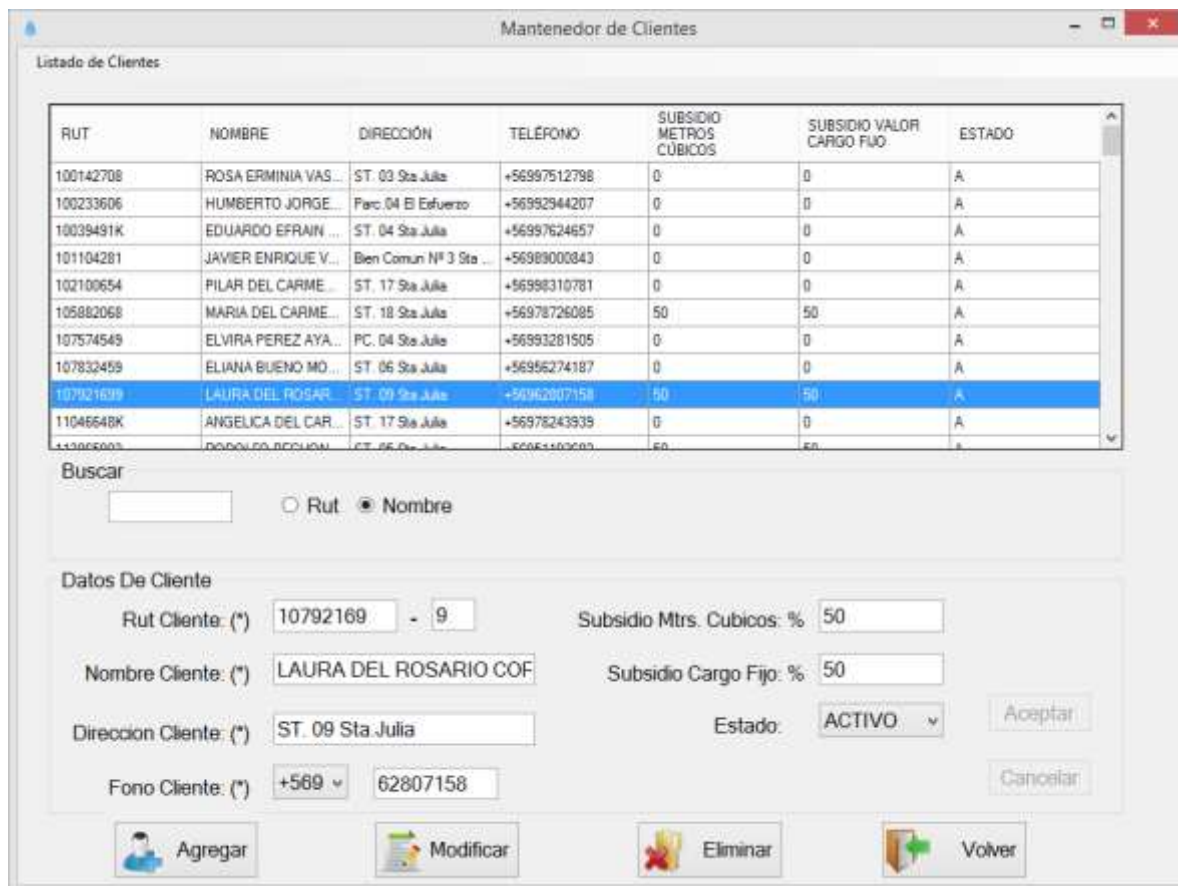 Mantenedor de Clientes
Listado de Clientes
RUT NOMBRE DIRECCIÓN TELÉFONO SUBSIDIO METROS CÚBICOS SUBSIDIO VALOR CARGO FIJO ESTADO
100142708 ROSA ERMINIA VAS... ST. 03 Sta Julia +56997512798 0 0 A
100233606 HUMBERTO JORGE... Parc.04 El Esfuerzo +56992944207 0 0 A
10039491K EDUARDO EFRAIN ... ST. 04 Sta Julia +56997624657 0 0 A
101104281 JAVIER ENRIQUE V... Bien Comun Nº 3 Sta ... +56989000843 0 0 A
102100654 PILAR DEL CARME... ST. 17 Sta Julia +56998310781 0 0 A
105882068 MARIA DEL CARME... ST. 18 Sta Julia +56978726085 50 50 A
107574549 ELVIRA PEREZ AYA... PC. 04 Sta Julia +56993281505 0 0 A
107832459 ELIANA BUENO MO... ST. 06 Sta Julia +56956274187 0 0 A
107921699 LAURA DEL ROSAR... ST. 09 Sta Julia +56962807158 50 50 A
11046648K ANGELICA DEL CAR... ST. 17 Sta Julia +56978243939 0 0 A
Buscar
Rut Nombre
Datos De Cliente
Rut Cliente: (*) 10792169 - 9 Subsidio Mtrs. Cubicos: % 50
Nombre Cliente: (*) LAURA DEL ROSARIO COR Subsidio Cargo Fijo: % 50
Direccion Cliente: (*) ST. 09 Sta.Julia Estado: ACTIVO Aceptar
Fono Cliente: (*) +569 62807158 Cancelar
Agregar Modificar Eliminar Volver